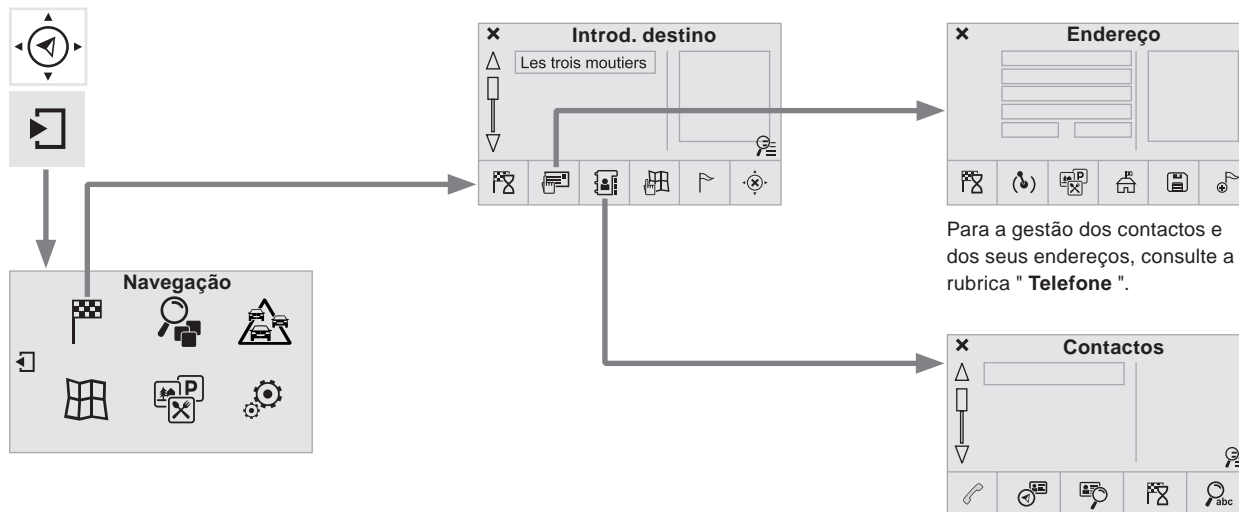 Introd. destino
Les trois moutiers
Endereço
Para a gestão dos contactos e
dos seus endereços, consulte a
rubrica " Telefone ".
Navegação
P
P
P
Contactos
abc